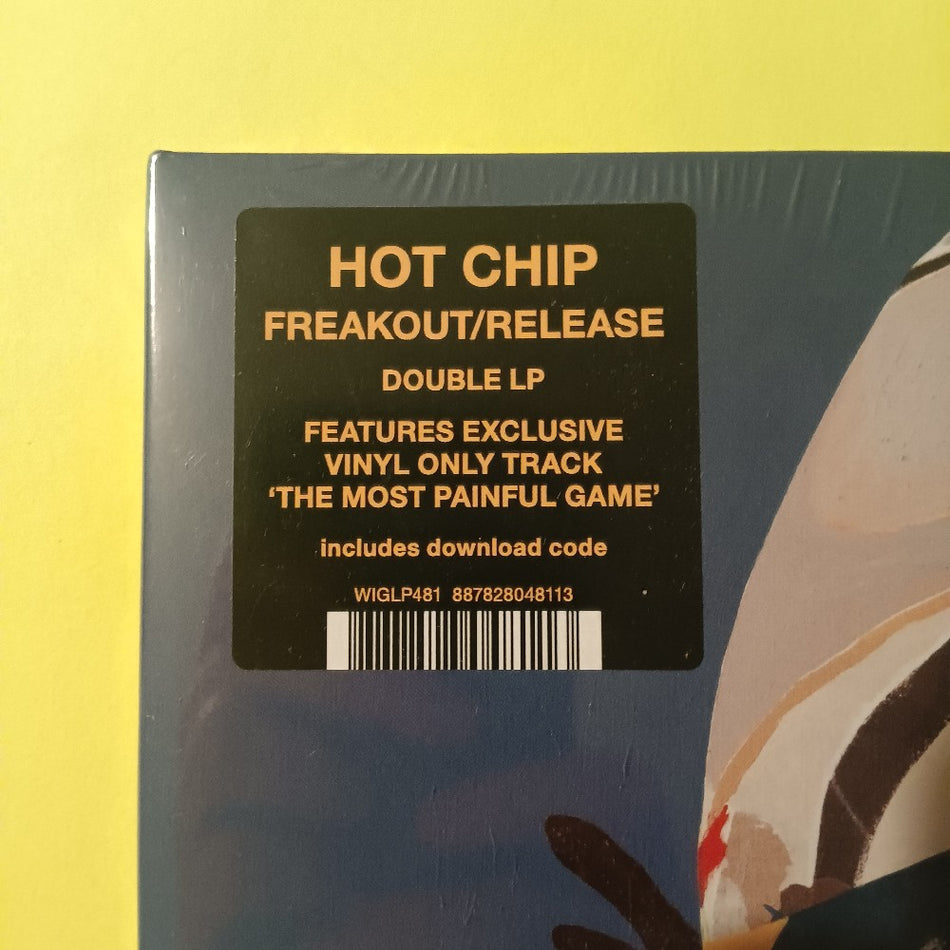 HOT CHIP
FREAKOUT/RELEASE
DOUBLE LP
FEATURES EXCLUSIVE
VINYL ONLY TRACK
‘THE MOST PAINFUL GAME’
includes download code
WIGLP481 887828048113